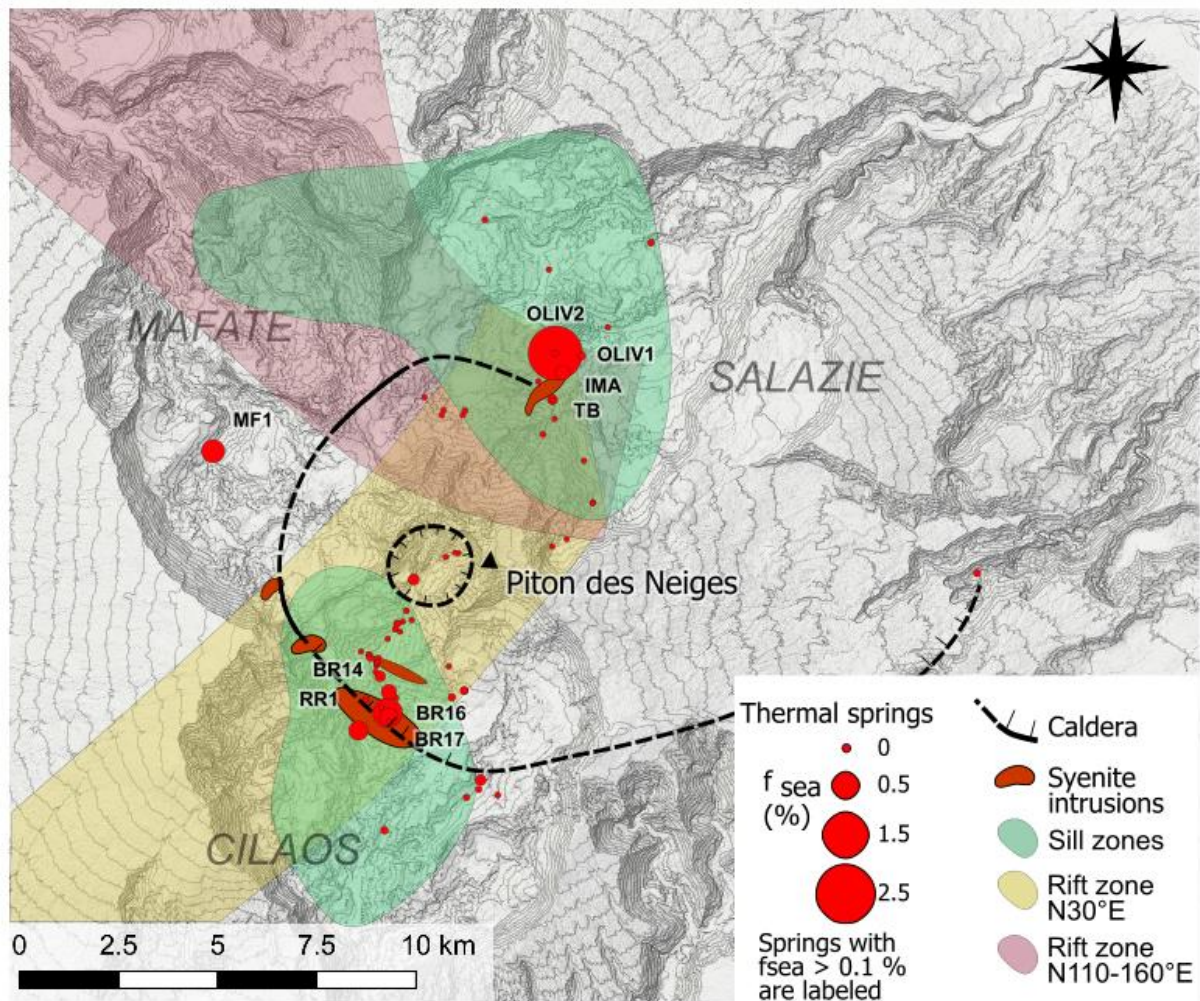 OLIV2
OLIV1
IMA
TB
MAFATE
SALAZIE
MF1
Piton des Neiges
BR14
RR1
BR16
BR17
CILAOS
0 2.5 5 7.5 10 km
Thermal springs
f sea
(%)
0
0.5
1.5
2.5
Springs with
fsea > 0.1 %
are labeled
Caldera
Syenite
intrusions
Sill zones
Rift zone
N30°E
Rift zone
N110-160°E